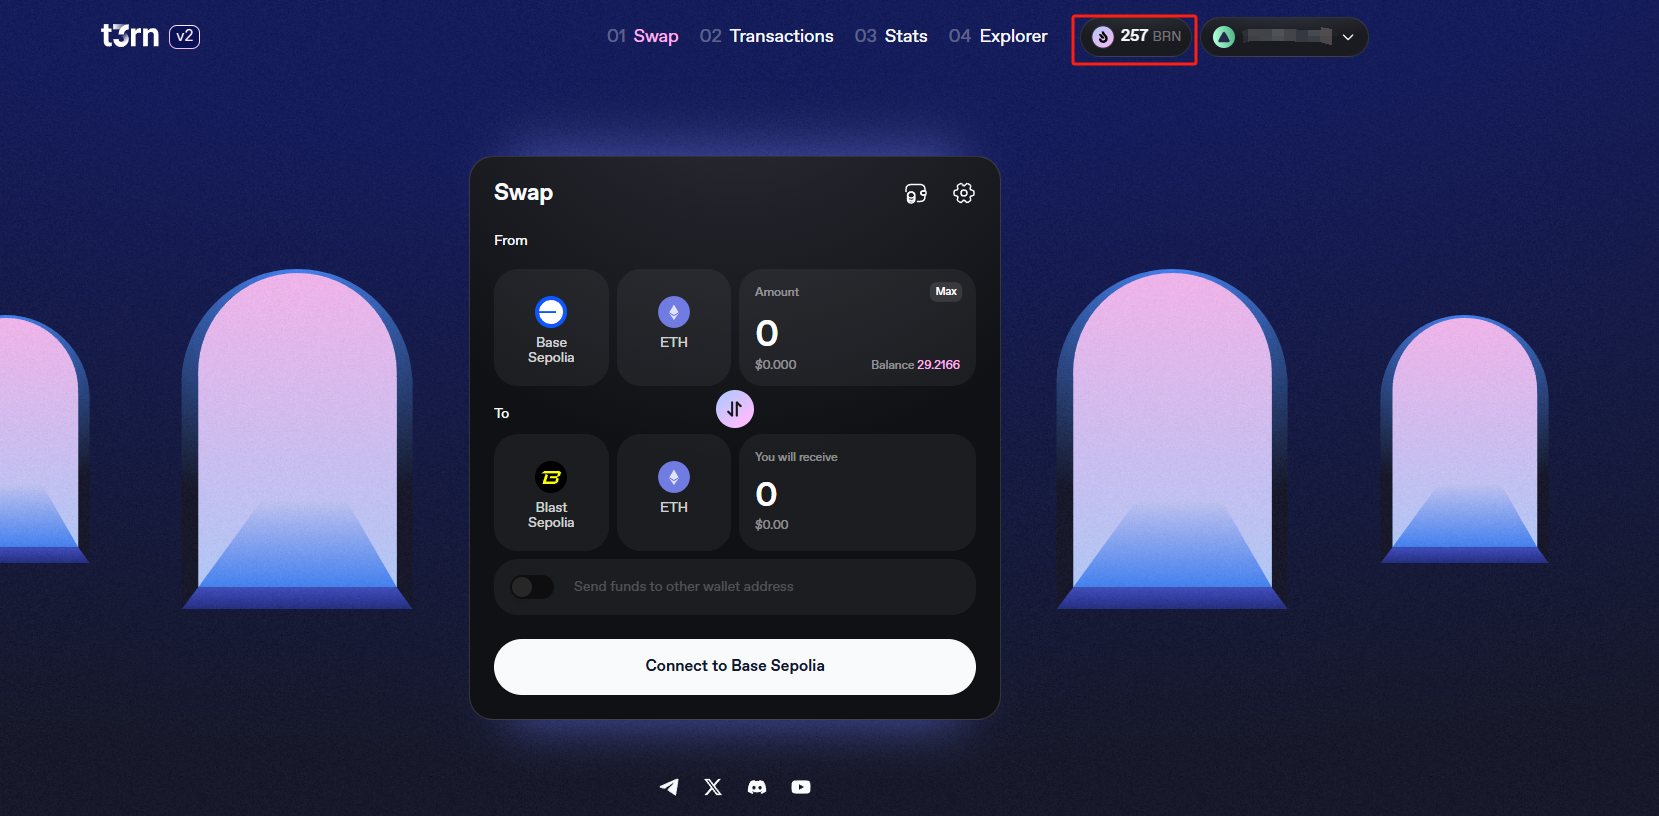 t3rn v2
01 Swap 02 Transactions 03 Stats 04 Explorer 257 BRN
Swap
From
Base
Sepolia
ETH
Amount Max
0
$0.000 Balance 29.2166
To
Blast
Sepolia
ETH
You will receive
0
$0.00
Send funds to other wallet address
Connect to Base Sepolia